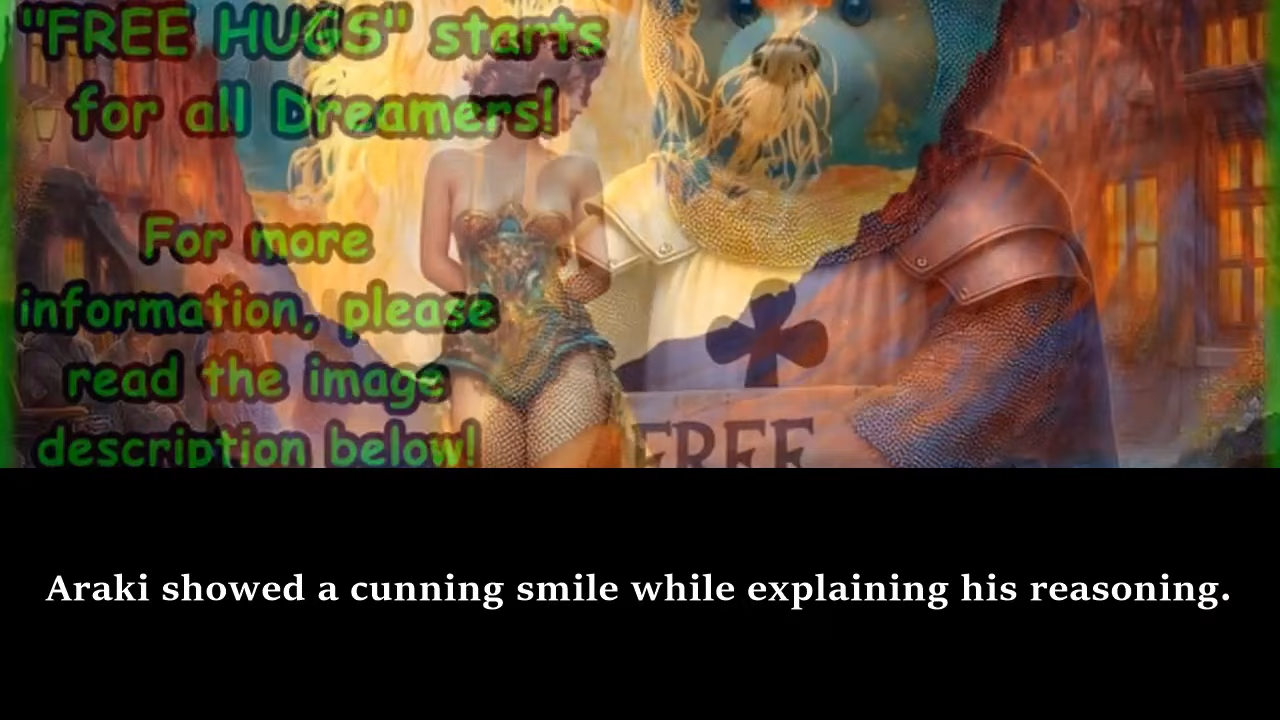 "FREE HUGS" starts
for all Dreamers!
For more
information, please
read the image
description below!
FREE
Araki showed a cunning smile while explaining his reasoning.